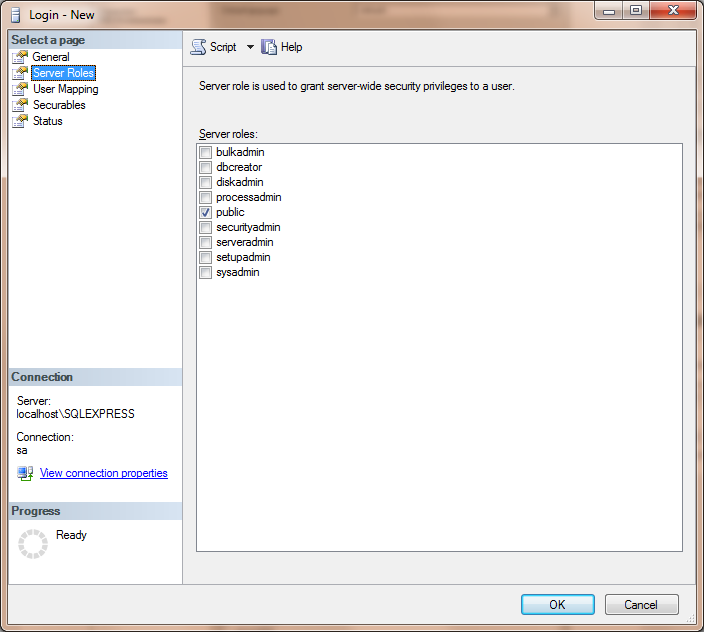 Login - New
Select a page
General
Server Roles
User Mapping
Securables
Status
Script
Help
Server role is used to grant server-wide security privileges to a user.
Server roles:
bulkadmin
dbcreator
diskadmin
processadmin
public
securityadmin
serveradmin
setupadmin
sysadmin
Connection
Server:
localhost\SQLEXPRESS
Connection:
sa
View connection properties
Progress
Ready
OK
Cancel